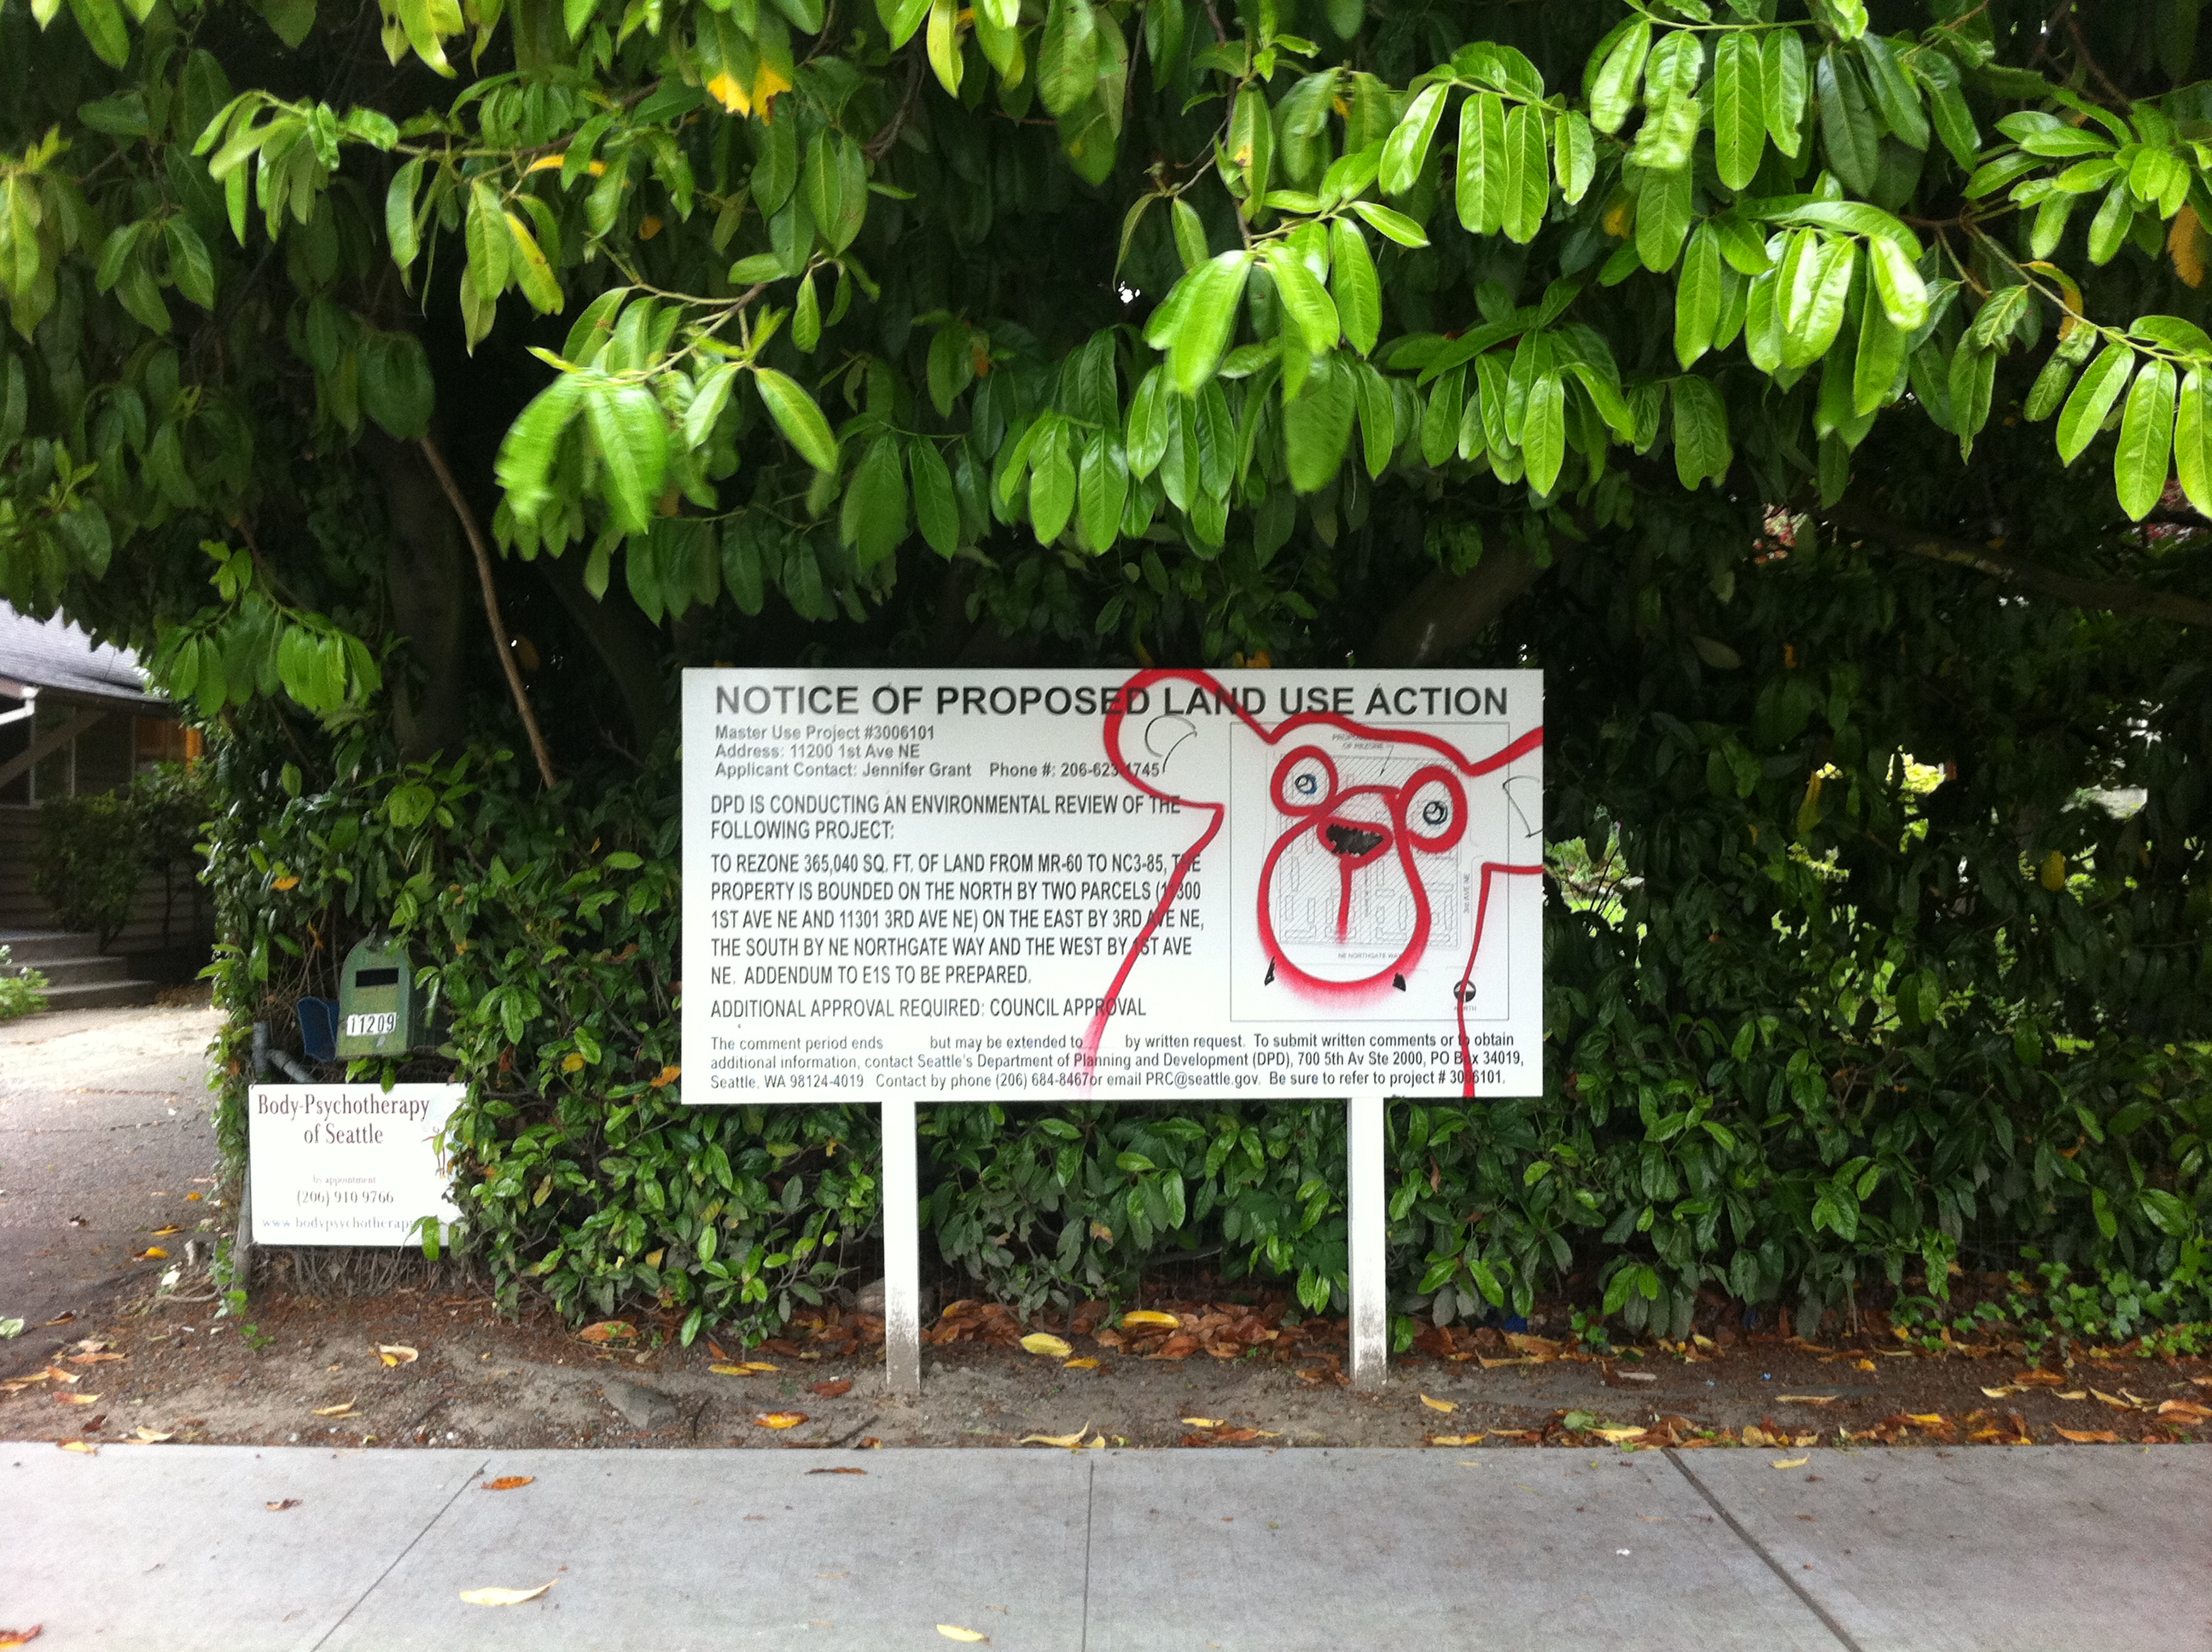 NOTICE OF PROPOSED LAND USE ACTION
Master Use Project #3006101
Address: 11200 1st Ave NE
Applicant Contact: Jennifer Grant Phone #: 206-623-1745
DPD IS CONDUCTING AN ENVIRONMENTAL REVIEW OF THE
FOLLOWING PROJECT:
TO REZONE 365,040 SQ. FT. OF LAND FROM MR-60 TO NC3-85, THE
PROPERTY IS BOUNDED ON THE NORTH BY TWO PARCELS (11300
1ST AVE NE AND 11301 3RD AVE NE) ON THE EAST BY 3RD AVE NE,
THE SOUTH BY NE NORTHGATE WAY AND THE WEST BY 1ST AVE
NE. ADDENDUM TO E1S TO BE PREPARED.
ADDITIONAL APPROVAL REQUIRED: COUNCIL APPROVAL
The comment period ends but may be extended to by written request. To submit written comments or to obtain
additional information, contact Seattle's Department of Planning and Development (DPD), 700 5th Av Ste 2000, PO Box 34019,
Seattle, WA 98124-4019 Contact by phone (206) 684-8467or email PRC@seattle.gov. Be sure to refer to project # 3006101.
OF REZONE
3rd AVE NE
NE NORTHGATE WAY
NORTH
11209
Body-Psychotherapy
of Seattle
by appointment
(206) 910 9766
www.bodypsychotherap